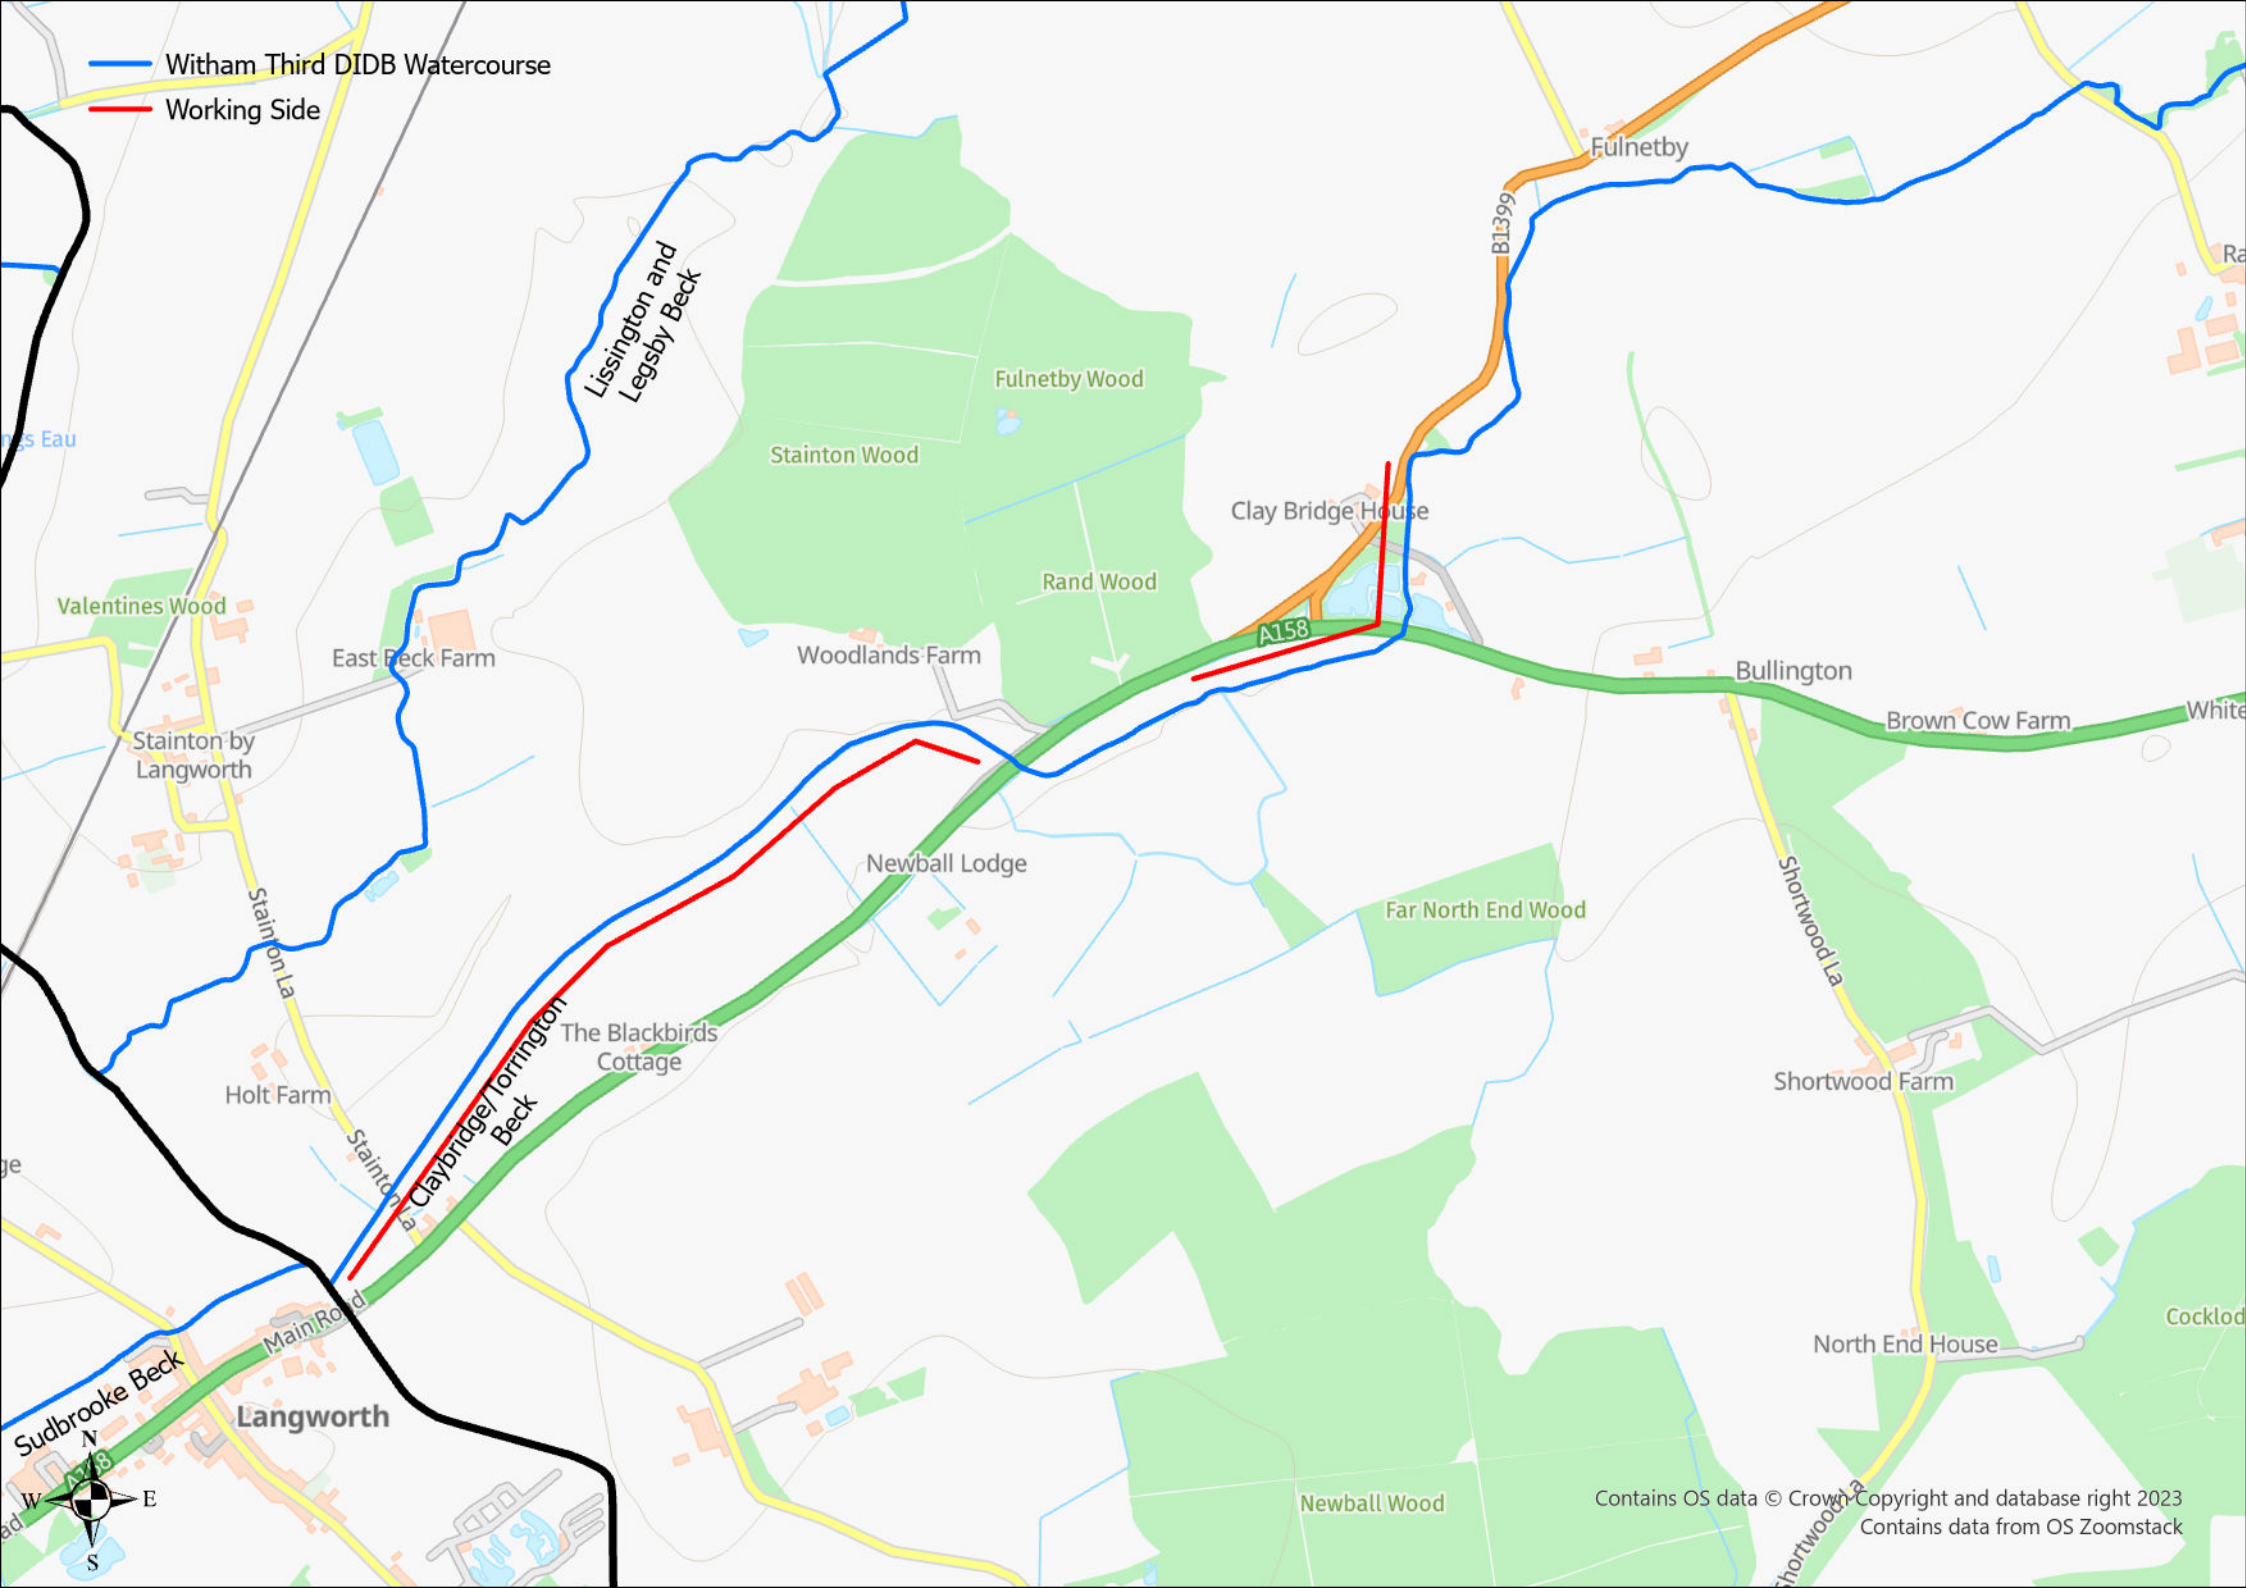 Witham Third DIDB Watercourse
Working Side
Fulnetby
B1399
Lissington and
Legsby Beck
Fulnetby Wood
Stainton Wood
Clay Bridge House
Rand Wood
Valentines Wood
East Beck Farm
Woodlands Farm
A158
Bullington
Brown Cow Farm
White
Stainton by
Langworth
Newball Lodge
Far North End Wood
Shortwood La
Stainton La
The Blackbirds
Cottage
Claybridge/Torrington
Beck
Holt Farm
Stainton La
Shortwood Farm
Main Road
North End House
Sudbrooke Beck
Langworth
A158
N
W
E
S
Newball Wood
Shortwood La
Contains OS data © Crown Copyright and database right 2023
Contains data from OS Zoomstack